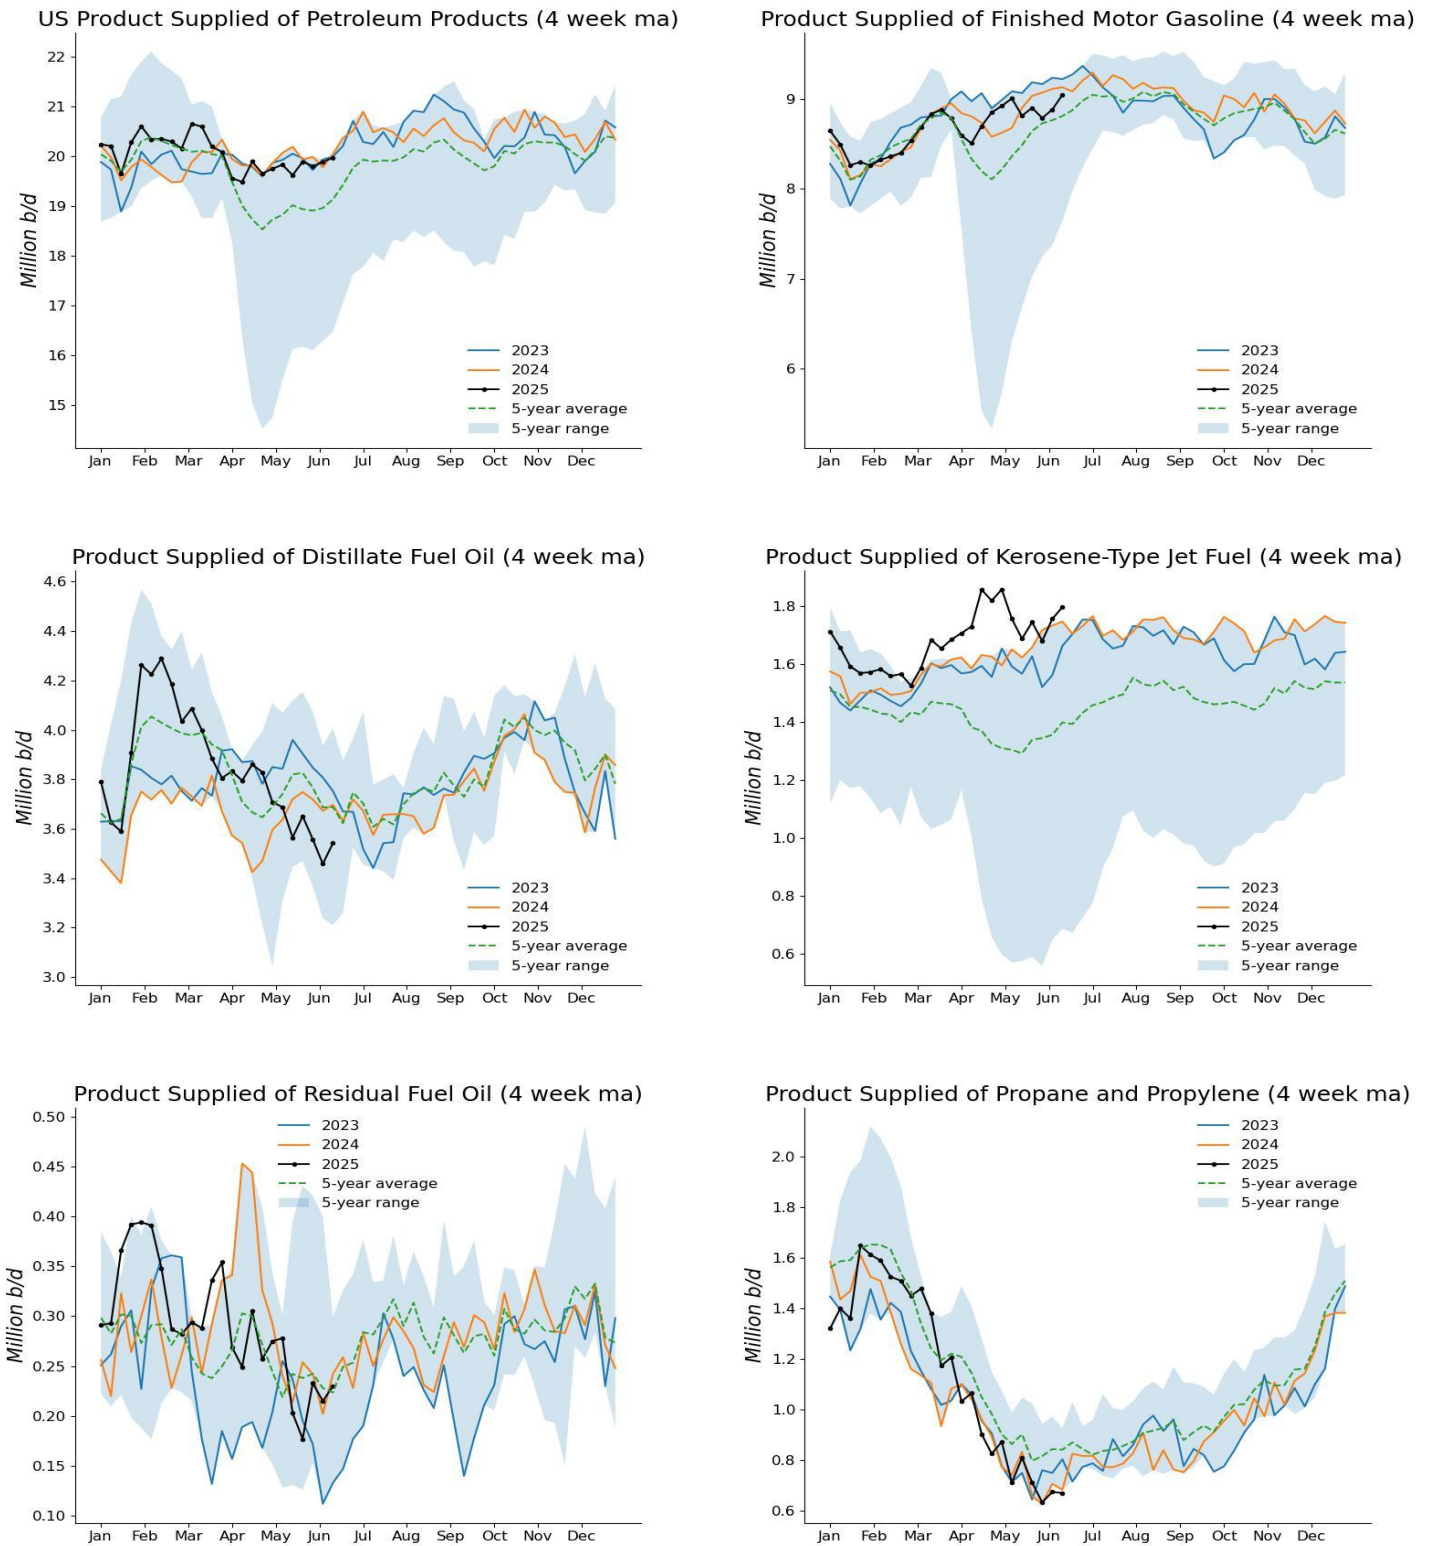 US Product Supplied of Petroleum Products (4 week ma)
Million b/d
22
21
20
19
18
17
16
15
2023
2024
2025
5-year average
5-year range
Jan Feb Mar Apr May Jun Jul Aug Sep Oct Nov Dec
Product Supplied of Finished Motor Gasoline (4 week ma)
Million b/d
9
8
7
6
2023
2024
2025
5-year average
5-year range
Jan Feb Mar Apr May Jun Jul Aug Sep Oct Nov Dec
Product Supplied of Distillate Fuel Oil (4 week ma)
Million b/d
4.6
4.4
4.2
4.0
3.8
3.6
3.4
3.2
3.0
2023
2024
2025
5-year average
5-year range
Jan Feb Mar Apr May Jun Jul Aug Sep Oct Nov Dec
Product Supplied of Kerosene-Type Jet Fuel (4 week ma)
Million b/d
1.8
1.6
1.4
1.2
1.0
0.8
0.6
2023
2024
2025
5-year average
5-year range
Jan Feb Mar Apr May Jun Jul Aug Sep Oct Nov Dec
Product Supplied of Residual Fuel Oil (4 week ma)
Million b/d
0.50
0.45
0.40
0.35
0.30
0.25
0.20
0.15
0.10
2023
2024
2025
5-year average
5-year range
Jan Feb Mar Apr May Jun Jul Aug Sep Oct Nov Dec
Product Supplied of Propane and Propylene (4 week ma)
Million b/d
2.0
1.8
1.6
1.4
1.2
1.0
0.8
0.6
2023
2024
2025
5-year average
5-year range
Jan Feb Mar Apr May Jun Jul Aug Sep Oct Nov Dec